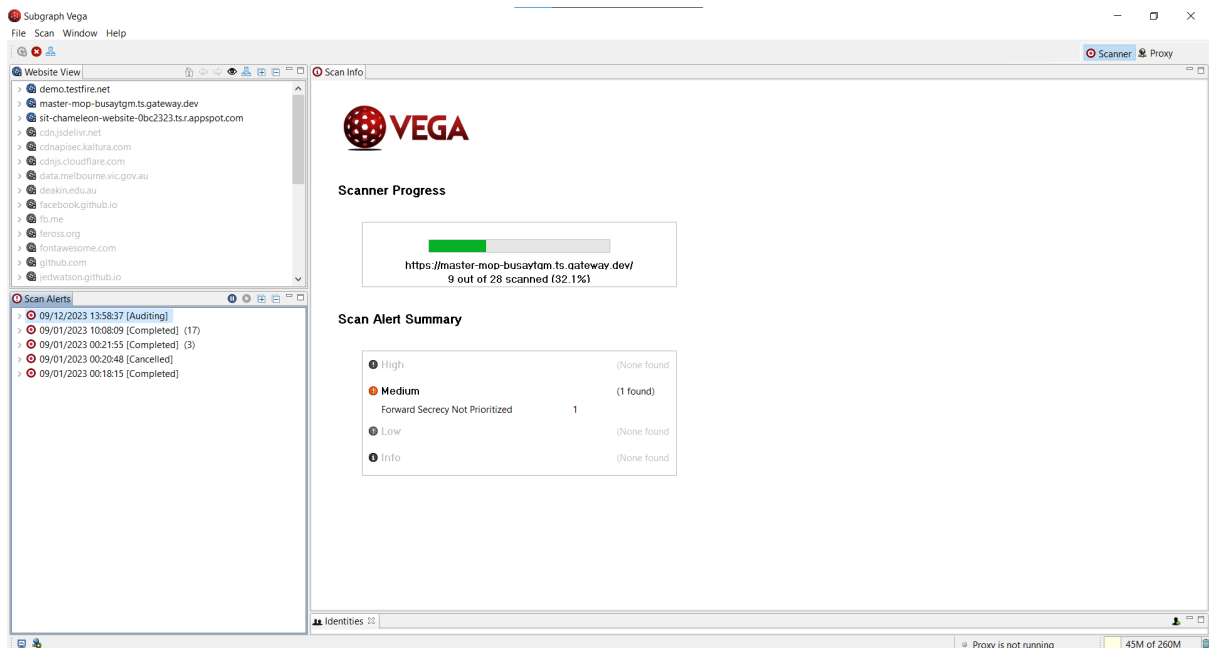 Subgraph Vega
File Scan Window Help
Scanner Proxy
Website View
demo.testfire.net
master-mop-busaytgm.ts.gateway.dev
sit-chameleon-website-0bc2323.ts.r.appspot.com
cdn.jsdelivr.net
cdnapisec.kaltura.com
cdnjs.cloudflare.com
data.melbourne.vic.gov.au
deakin.edu.au
facebook.github.io
fb.me
feross.org
fontawesome.com
github.com
jedwatson.github.io
Scan Alerts
09/12/2023 13:58:37 [Auditing]
09/01/2023 10:08:09 [Completed] (17)
09/01/2023 00:21:55 [Completed] (3)
09/01/2023 00:20:48 [Cancelled]
09/01/2023 00:18:15 [Completed]
Scan Info
VEGA
Scanner Progress
https://master-mop-busaytgm.ts.gateway.dev/
9 out of 28 scanned (32.1%)
Scan Alert Summary
High (None found
Medium (1 found)
Forward Secrecy Not Prioritized 1
Low (None found
Info (None found
Identities
Proxy is not running 45M of 260M